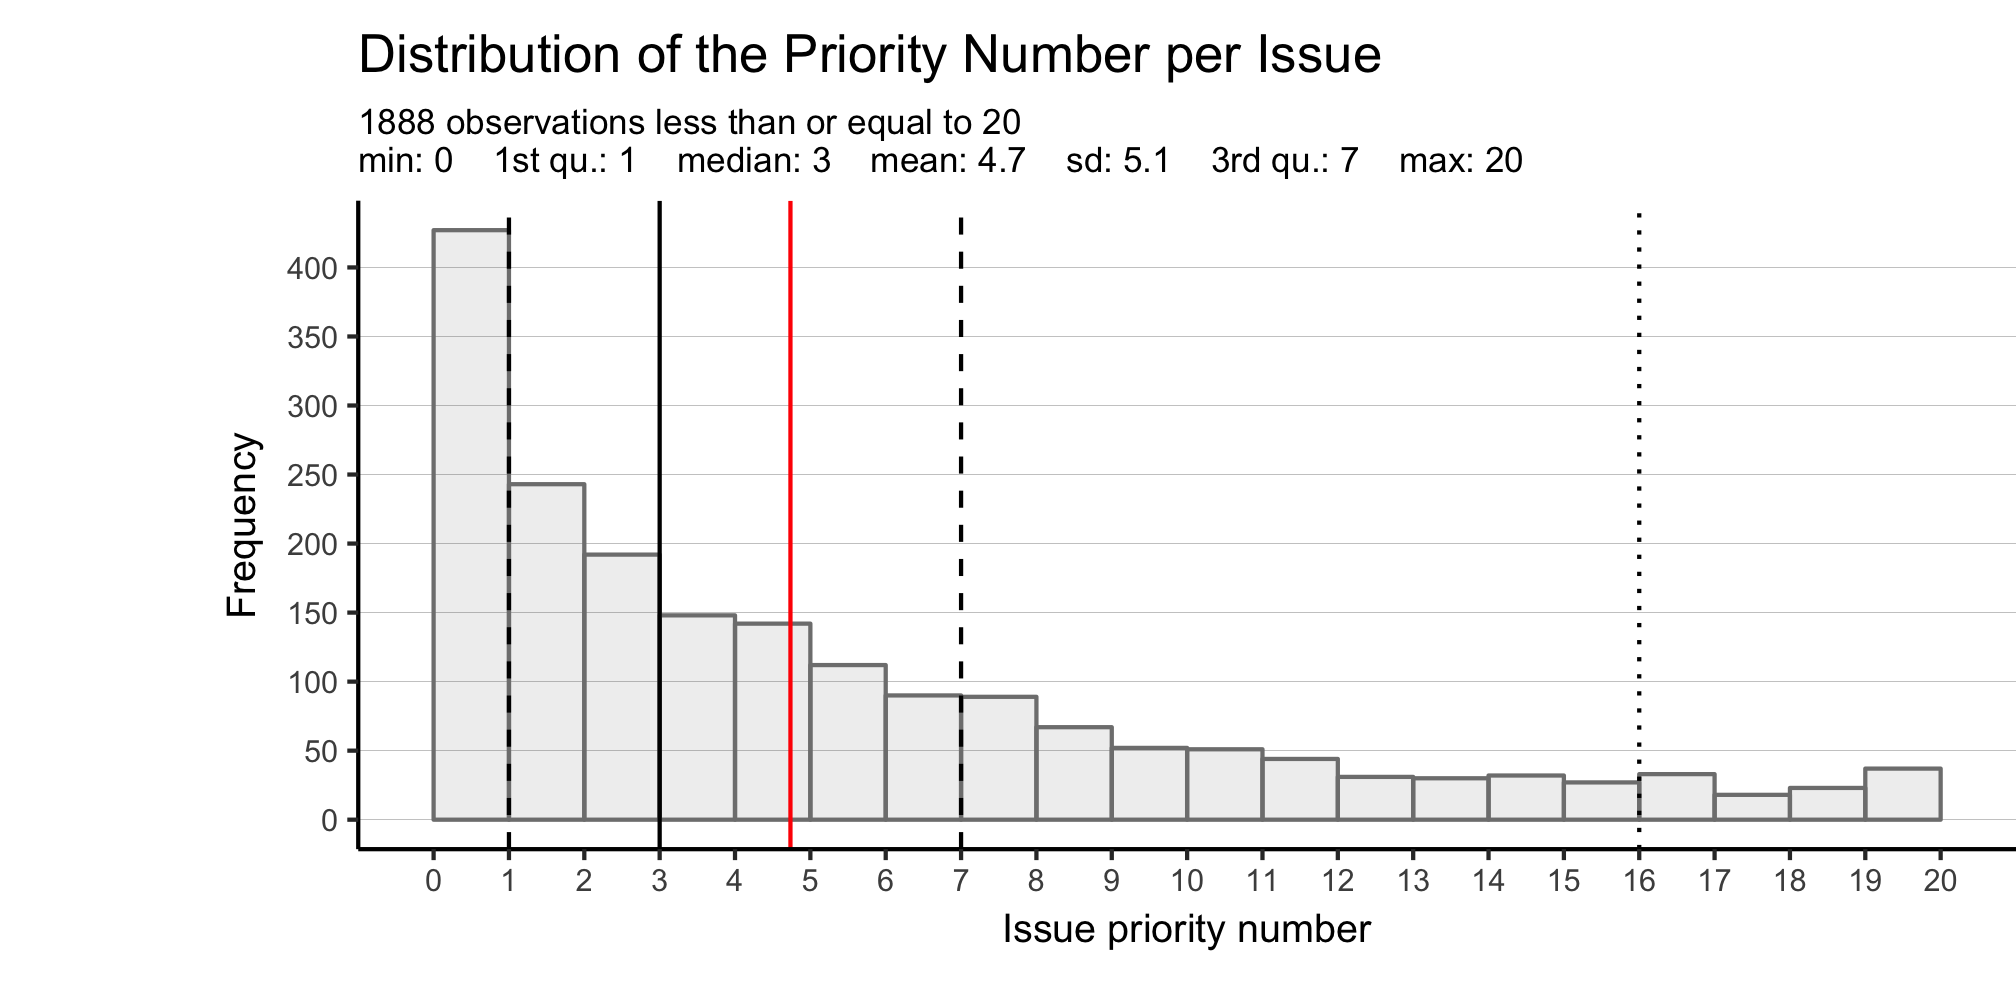 Distribution of the Priority Number per Issue
1888 observations less than or equal to 20
min: 0 1st qu.: 1 median: 3 mean: 4.7 sd: 5.1 3rd qu.: 7 max: 20
400
350
300
250
200
150
100
50
0
Frequency
0 1 2 3 4 5 6 7 8 9 10 11 12 13 14 15 16 17 18 19 20
Issue priority number